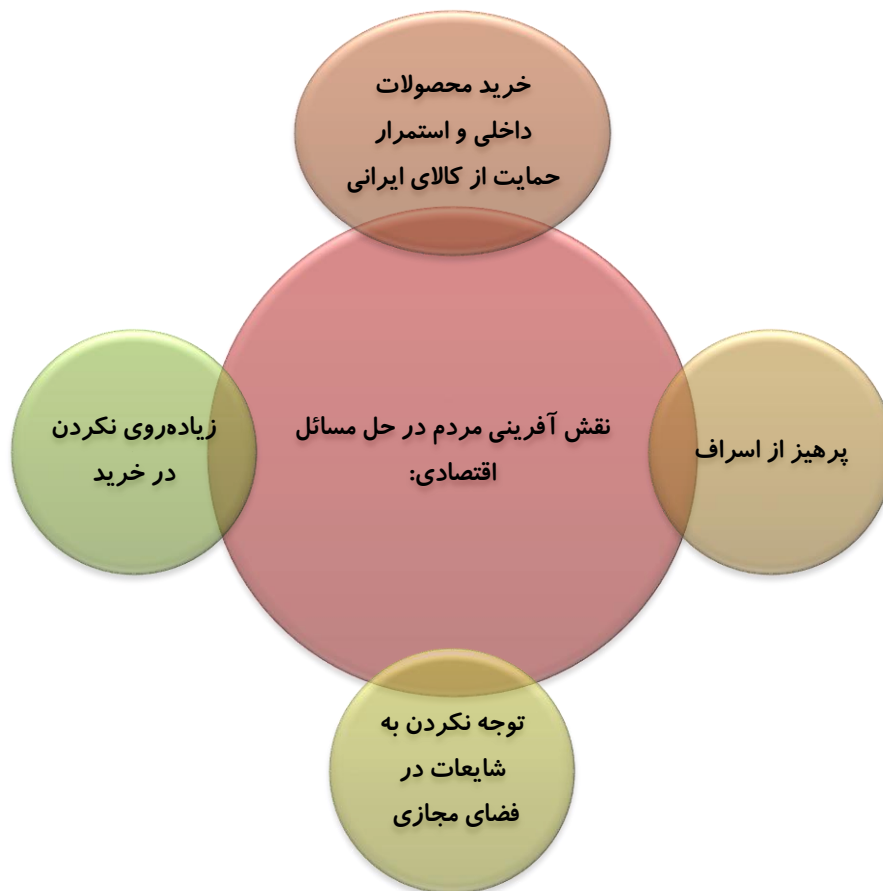 خرید محصولات
داخلی و استمرار
حمایت از کالای ایرانی
پرهیز از اسراف
نقش آفرینی مردم در حل مسائل
اقتصادی:
زیاده‌روی نکردن
در خرید
توجه نکردن به
شایعات در
فضای مجازی